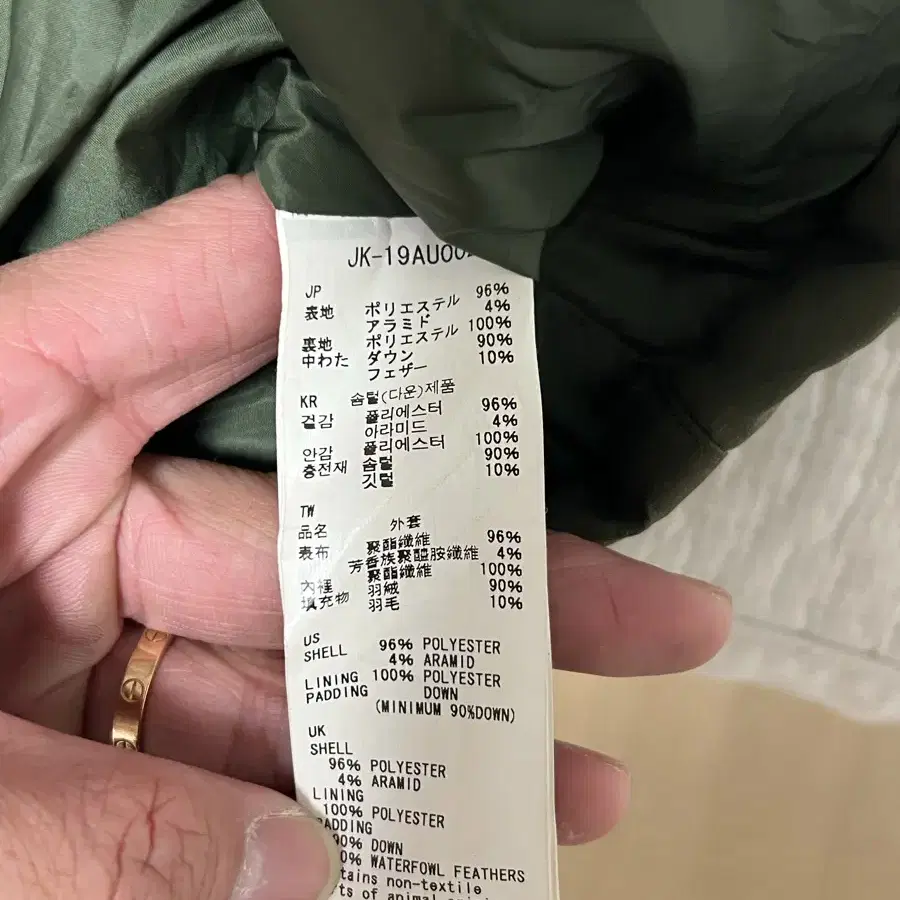 JK-19AU00
JP
表地 ポリエステル 96%
アラミド 4%
裏地 ポリエステル 100%
中わた ダウン 90%
フェザー 10%
KR 솜털(다운)제품
겉감 폴리에스터 96%
아라미드 4%
안감 폴리에스터 100%
충전재 솜털 90%
깃털 10%
TW
品名 外套
表布 聚酯纖維 96%
芳香族聚醯胺纖維 4%
內裡 聚酯纖維 100%
填充物 羽絨 90%
羽毛 10%
US
SHELL 96% POLYESTER
4% ARAMID
LINING 100% POLYESTER
PADDING DOWN
(MINIMUM 90%DOWN)
UK
SHELL
96% POLYESTER
4% ARAMID
LINING
100% POLYESTER
PADDING
90% DOWN
0% WATERFOWL FEATHERS
tains non-textile
ts of animal